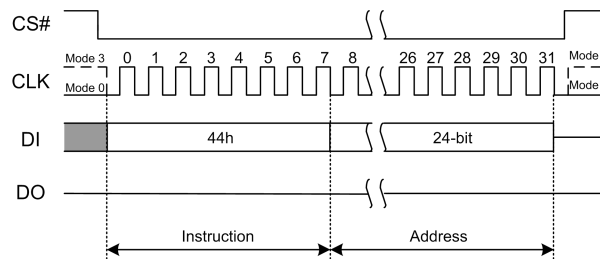 CS#
Mode 3 0 1 2 3 4 5 6 7 8 26 27 28 29 30 31 Mode
CLK
Mode 0 Mode
DI 44h 24-bit
DO
Instruction Address